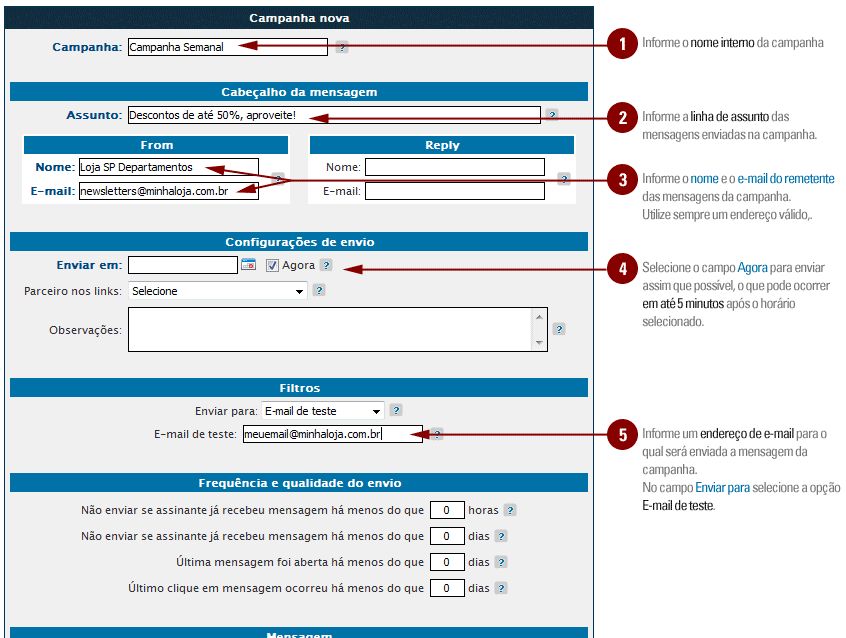 Campanha nova
Campanha: Campanha Semanal ?
1 Informe o nome interno da campanha
Cabeçalho da mensagem
Assunto: Descontos de até 50%, aproveite! ?
2 Informe a linha de assunto das
mensagens enviadas na campanha.
From
Nome: Loja SP Departamentos
E-mail: newsletters@minhaloja.com.br
?
Reply
Nome:
E-mail:
?
3 Informe o nome e o e-mail do remetente
das mensagens da campanha.
Utilize sempre um endereço válido,.
Configurações de envio
Enviar em: Agora ?
Parceiro nos links: Selecione ?
Observações: ?
4 Selecione o campo Agora para enviar
assim que possível, o que pode ocorrer
em até 5 minutos após o horário
selecionado.
Filtros
Enviar para: E-mail de teste ?
E-mail de teste: meuemail@minhaloja.com.br ?
5 Informe um endereço de e-mail para o
qual será enviada a mensagem da
campanha.
No campo Enviar para selecione a opção
E-mail de teste.
Frequência e qualidade do envio
Não enviar se assinante já recebeu mensagem há menos do que 0 horas ?
Não enviar se assinante já recebeu mensagem há menos do que 0 dias ?
Última mensagem foi aberta há menos do que 0 dias ?
Último clique em mensagem ocorreu há menos do que 0 dias ?
Mensagem